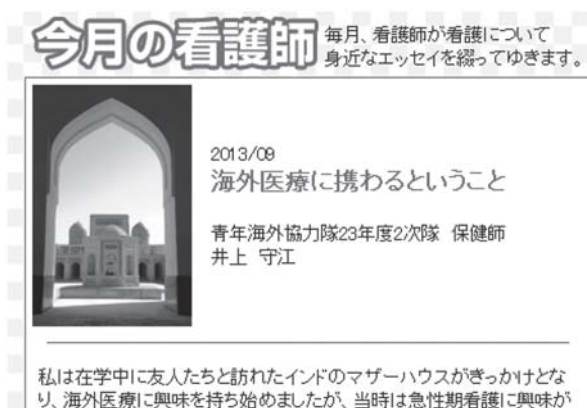 今月の看護師
毎月、看護師が看護について
身近なエッセイを綴ってゆきます。
2013/09
海外医療に携わるということ
青年海外協力隊23年度2次隊 保健師
井上 守江
私は在学中に友人たちと訪れたインドのマザーハウスがきっかけとな
り、海外医療に興味を持ち始めましたが、当時は急性期看護に興味が